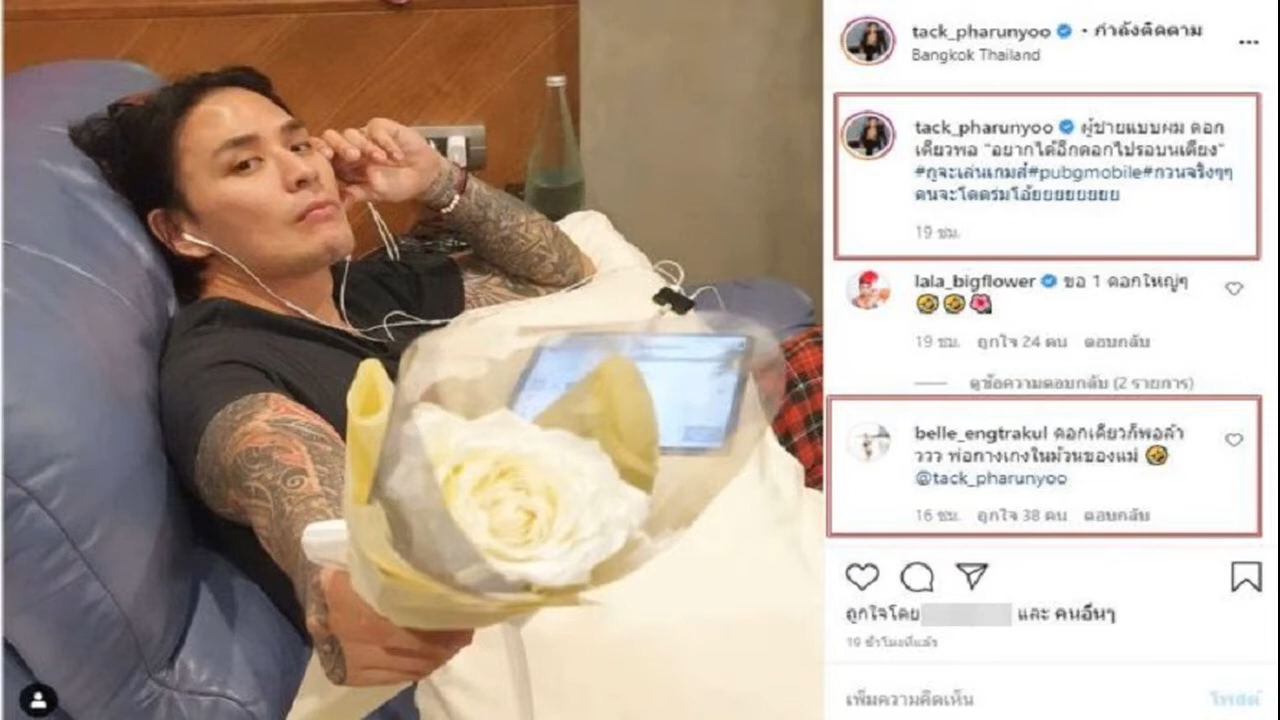 tack_pharunyoo • กำลังติดตาม
Bangkok Thailand
tack_pharunyoo ผู้ชายแบบผม ดอก
เดียวพอ "อยากได้อีกดอกไปรอบนเตียง"
#กูจะเล่นเกมส์#pubgmobile#กวนจริงๆๆ
คนจะโดดร่มโอ้ยยยยยยยย
19 ชม.
lala_bigflower ขอ 1 ดอกใหญ่ๆ
🤣🤣🌺
19 ชม. ถูกใจ 24 คน ตอบกลับ
ดูข้อความตอบกลับ (2 รายการ)
belle_engtrakul ดอกเดียวก็พอล้า
ววว พ่อกางเกงในม้วนของแม่ 🤣
@tack_pharunyoo
16 ชม. ถูกใจ 38 คน ตอบกลับ
ถูกใจโดย และ คนอื่นๆ
19 ชั่วโมงที่แล้ว
เพิ่มความคิดเห็น โพสต์